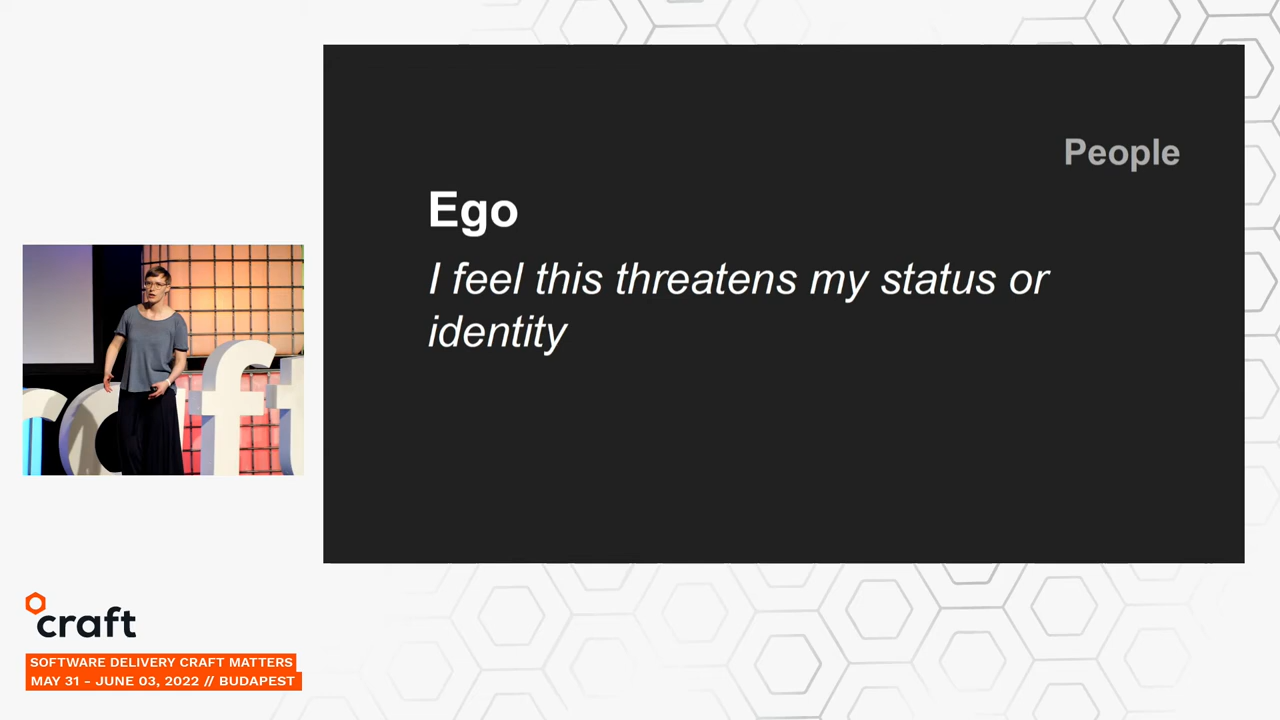 People
Ego
I feel this threatens my status or
identity
craft
SOFTWARE DELIVERY CRAFT MATTERS
MAY 31 - JUNE 03, 2022 // BUDAPEST